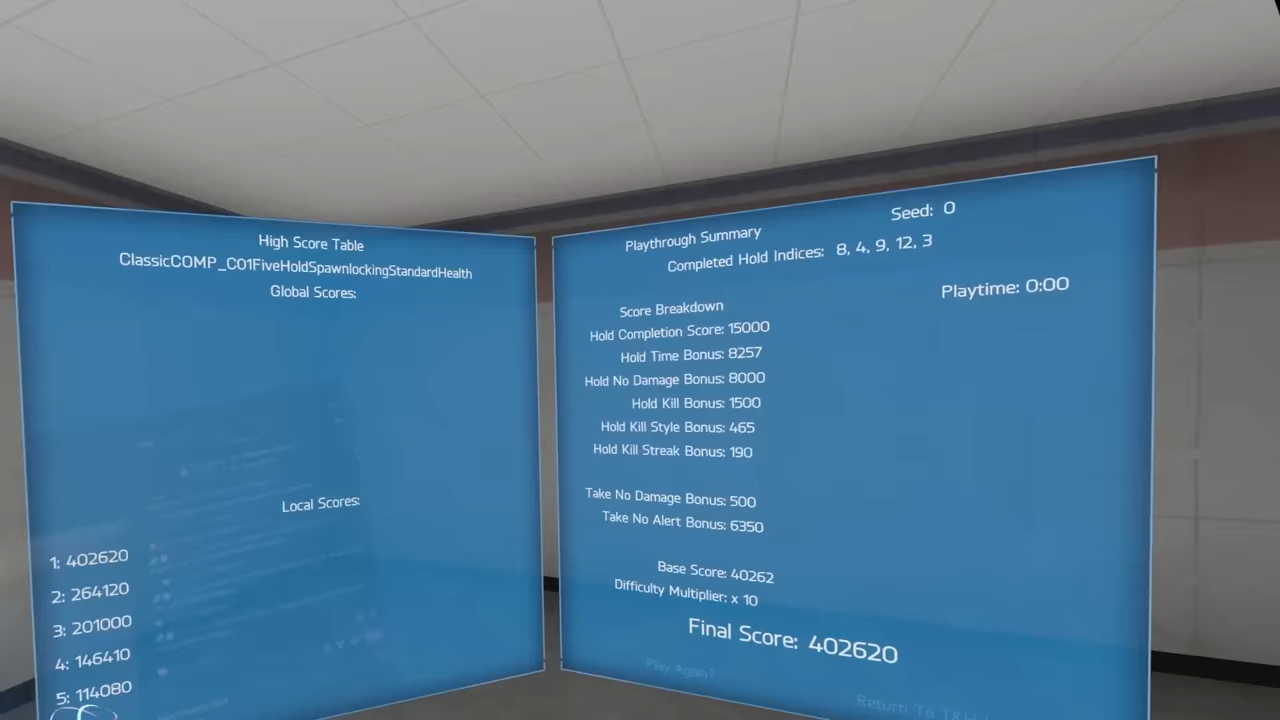 High Score Table
ClassicCOMP_C01FiveHoldSpawnlockingStandardHealth
Global Scores:
Local Scores:
1: 402620
2: 264120
3: 201000
4: 146410
5: 114080
Seed: 0
Playthrough Summary
Completed Hold Indices: 8, 4, 9, 12, 3
Playtime: 0:00
Score Breakdown
Hold Completion Score: 15000
Hold Time Bonus: 8257
Hold No Damage Bonus: 8000
Hold Kill Bonus: 1500
Hold Kill Style Bonus: 465
Hold Kill Streak Bonus: 190
Take No Damage Bonus: 500
Take No Alert Bonus: 6350
Base Score: 40262
Difficulty Multiplier: x 10
Final Score: 402620
Play Again?
Return To